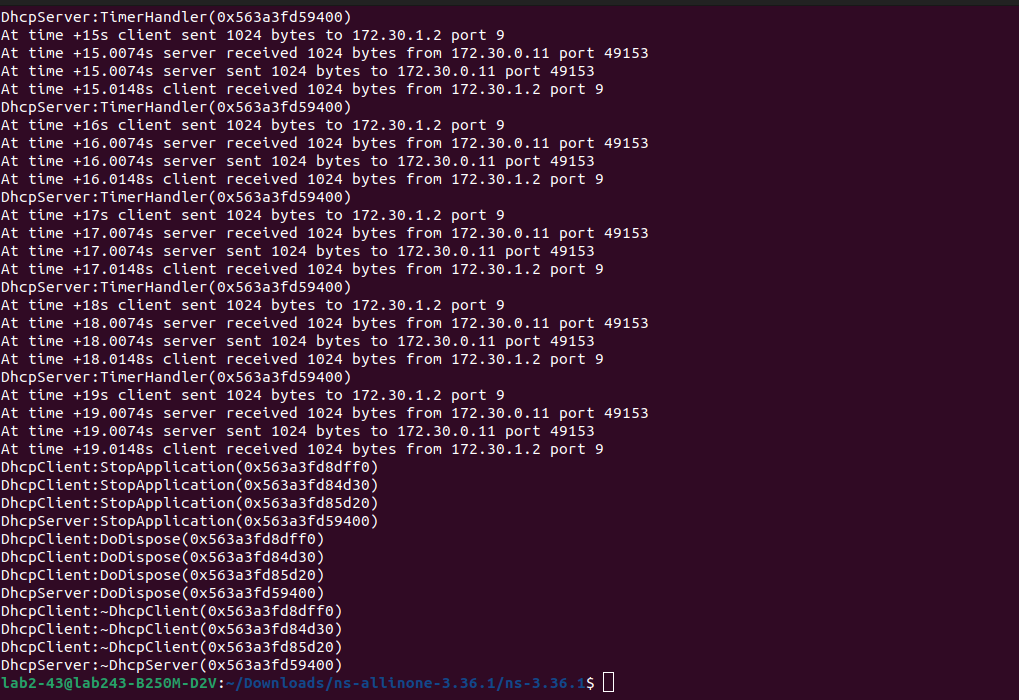 DhcpServer:TimerHandler(0x563a3fd59400)
At time +15s client sent 1024 bytes to 172.30.1.2 port 9
At time +15.0074s server received 1024 bytes from 172.30.0.11 port 49153
At time +15.0074s server sent 1024 bytes to 172.30.0.11 port 49153
At time +15.0148s client received 1024 bytes from 172.30.1.2 port 9
DhcpServer:TimerHandler(0x563a3fd59400)
At time +16s client sent 1024 bytes to 172.30.1.2 port 9
At time +16.0074s server received 1024 bytes from 172.30.0.11 port 49153
At time +16.0074s server sent 1024 bytes to 172.30.0.11 port 49153
At time +16.0148s client received 1024 bytes from 172.30.1.2 port 9
DhcpServer:TimerHandler(0x563a3fd59400)
At time +17s client sent 1024 bytes to 172.30.1.2 port 9
At time +17.0074s server received 1024 bytes from 172.30.0.11 port 49153
At time +17.0074s server sent 1024 bytes to 172.30.0.11 port 49153
At time +17.0148s client received 1024 bytes from 172.30.1.2 port 9
DhcpServer:TimerHandler(0x563a3fd59400)
At time +18s client sent 1024 bytes to 172.30.1.2 port 9
At time +18.0074s server received 1024 bytes from 172.30.0.11 port 49153
At time +18.0074s server sent 1024 bytes to 172.30.0.11 port 49153
At time +18.0148s client received 1024 bytes from 172.30.1.2 port 9
DhcpServer:TimerHandler(0x563a3fd59400)
At time +19s client sent 1024 bytes to 172.30.1.2 port 9
At time +19.0074s server received 1024 bytes from 172.30.0.11 port 49153
At time +19.0074s server sent 1024 bytes to 172.30.0.11 port 49153
At time +19.0148s client received 1024 bytes from 172.30.1.2 port 9
DhcpClient:StopApplication(0x563a3fd8dff0)
DhcpClient:StopApplication(0x563a3fd84d30)
DhcpClient:StopApplication(0x563a3fd85d20)
DhcpServer:StopApplication(0x563a3fd59400)
DhcpClient:DoDispose(0x563a3fd8dff0)
DhcpClient:DoDispose(0x563a3fd84d30)
DhcpClient:DoDispose(0x563a3fd85d20)
DhcpServer:DoDispose(0x563a3fd59400)
DhcpClient:~DhcpClient(0x563a3fd8dff0)
DhcpClient:~DhcpClient(0x563a3fd84d30)
DhcpClient:~DhcpClient(0x563a3fd85d20)
DhcpServer:~DhcpServer(0x563a3fd59400)
lab2-43@lab243-B250M-D2V:~/Downloads/ns-allinone-3.36.1/ns-3.36.1$